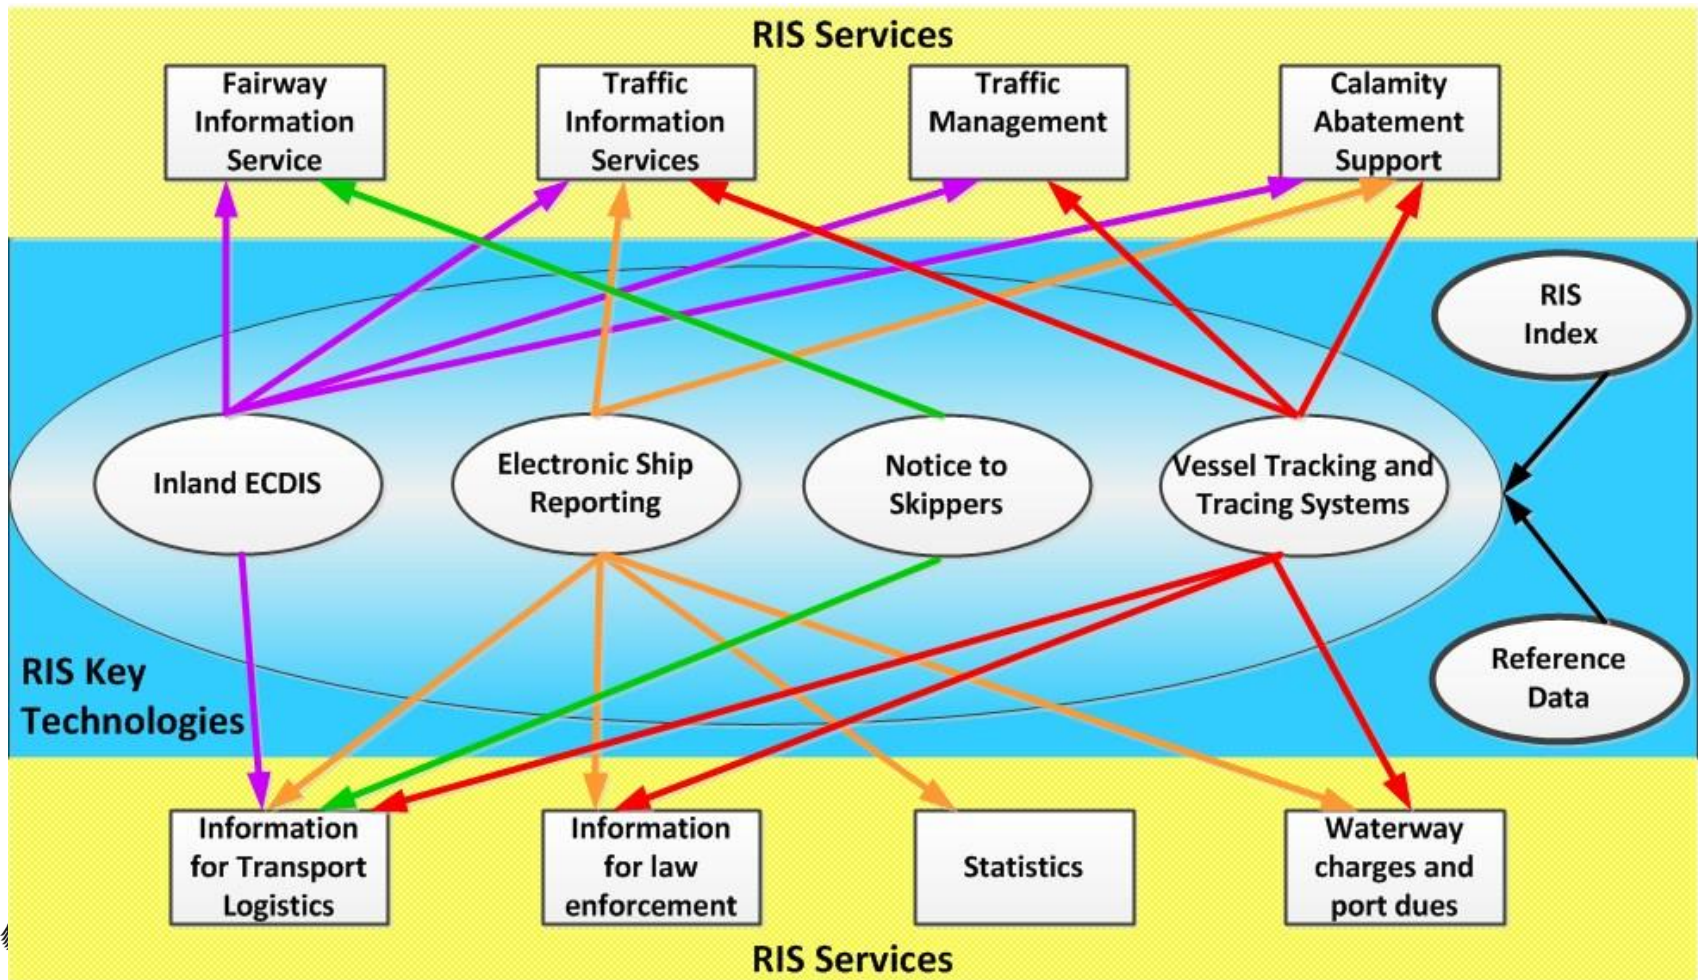 RIS Services
Fairway
Information
Service
Traffic
Information
Services
Traffic
Management
Calamity
Abatement
Support
RIS
Index
Inland ECDIS
Electronic Ship
Reporting
Notice to
Skippers
Vessel Tracking and
Tracing Systems
Reference
Data
RIS Key
Technologies
Information
for Transport
Logistics
Information
for law
enforcement
Statistics
Waterway
charges and
port dues
RIS Services